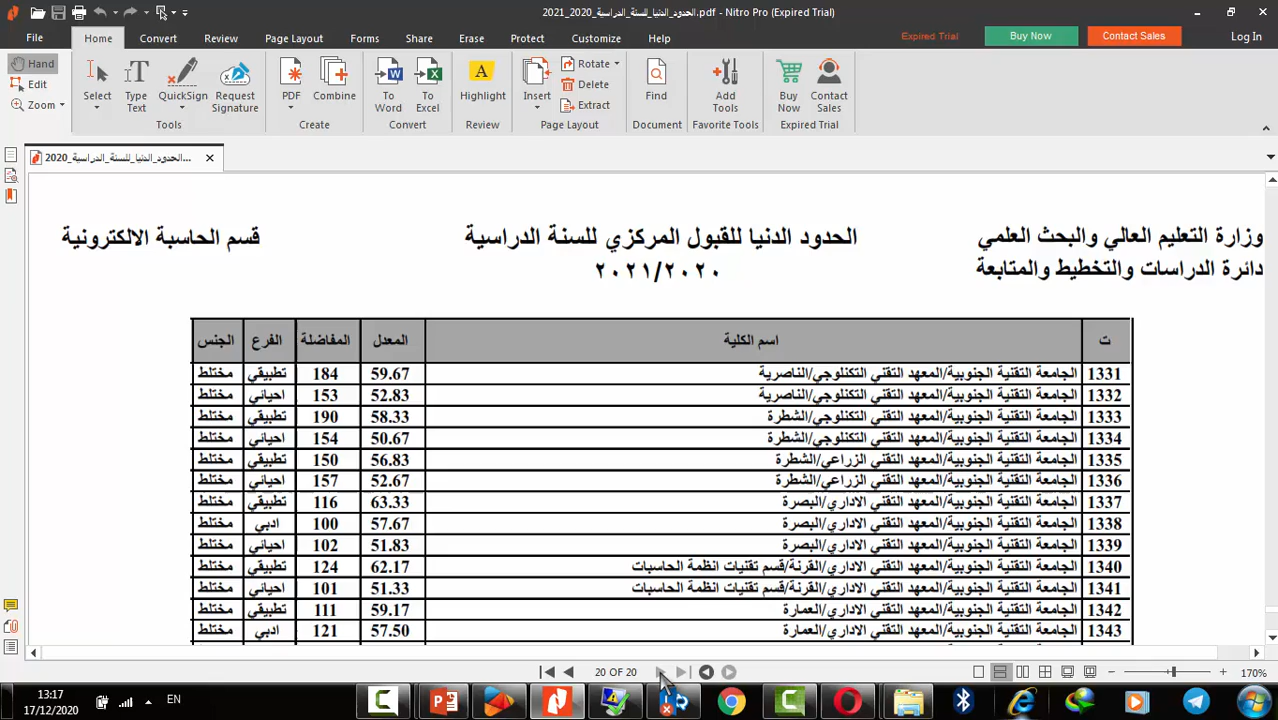 الحدود_الدنيا_للسنة_الدراسية_2020_2021.pdf - Nitro Pro (Expired Trial)
File Home Convert Review Page Layout Forms Share Erase Protect Customize Help Expired Trial Buy Now Contact Sales Log In
Hand
Edit
Zoom
Select
Type Text
QuickSign
Request Signature
Tools
PDF
Combine
Create
To Word
To Excel
Convert
Highlight
Review
Insert
Rotate
Delete
Extract
Page Layout
Find
Document
Add Tools
Favorite Tools
Buy Now
Contact Sales
Expired Trial
الحدود_الدنيا_للسنة_الدراسية_2020...
وزارة التعليم العالي والبحث العلمي
دائرة الدراسات والتخطيط والمتابعة
الحدود الدنيا للقبول المركزي للسنة الدراسية
٢٠٢١/٢٠٢٠
قسم الحاسبة الالكترونية
ت اسم الكلية المعدل المفاضلة الفرع الجنس
1331 الجامعة التقنية الجنوبية/المعهد التقني التكنلوجي/الناصرية 59.67 184 تطبيقي مختلط
1332 الجامعة التقنية الجنوبية/المعهد التقني التكنلوجي/الناصرية 52.83 153 احيائي مختلط
1333 الجامعة التقنية الجنوبية/المعهد التقني التكنلوجي/الشطرة 58.33 190 تطبيقي مختلط
1334 الجامعة التقنية الجنوبية/المعهد التقني التكنلوجي/الشطرة 50.67 154 احيائي مختلط
1335 الجامعة التقنية الجنوبية/المعهد التقني الزراعي/الشطرة 56.83 150 تطبيقي مختلط
1336 الجامعة التقنية الجنوبية/المعهد التقني الزراعي/الشطرة 52.67 157 احيائي مختلط
1337 الجامعة التقنية الجنوبية/المعهد التقني الاداري/البصرة 63.33 116 تطبيقي مختلط
1338 الجامعة التقنية الجنوبية/المعهد التقني الاداري/البصرة 57.67 100 ادبي مختلط
1339 الجامعة التقنية الجنوبية/المعهد التقني الاداري/البصرة 51.83 102 احيائي مختلط
1340 الجامعة التقنية الجنوبية/المعهد التقني الاداري/القرنة/قسم تقنيات انظمة الحاسبات 62.17 124 تطبيقي مختلط
1341 الجامعة التقنية الجنوبية/المعهد التقني الاداري/القرنة/قسم تقنيات انظمة الحاسبات 51.33 101 احيائي مختلط
1342 الجامعة التقنية الجنوبية/المعهد التقني الاداري/العمارة 59.17 111 تطبيقي مختلط
1343 الجامعة التقنية الجنوبية/المعهد التقني الاداري/العمارة 57.50 121 ادبي مختلط
20 OF 20
170%
13:17
17/12/2020
EN